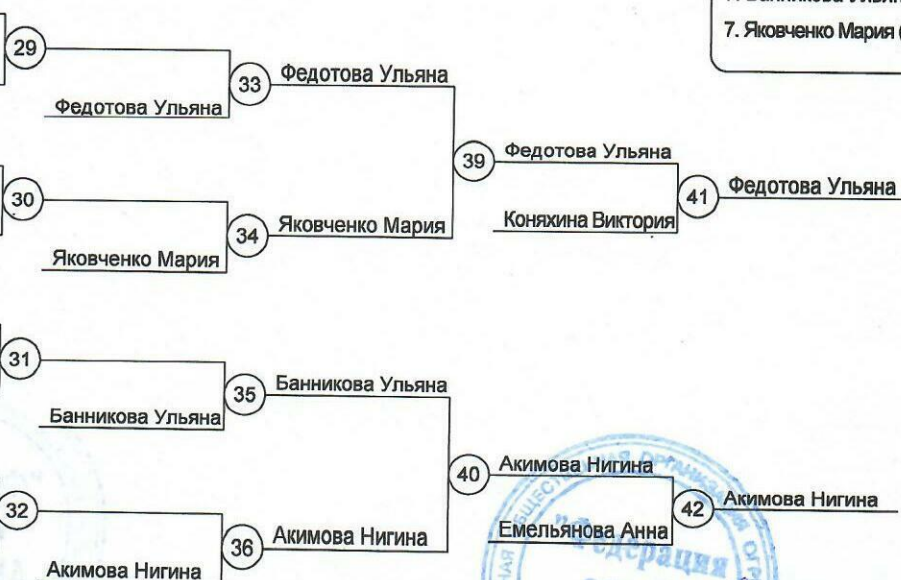 7. Яковченко Мария
29
33 Федотова Ульяна
Федотова Ульяна
39 Федотова Ульяна
30
41 Федотова Ульяна
34 Яковченко Мария
Коняхина Виктория
Яковченко Мария
31
35 Банникова Ульяна
Банникова Ульяна
40 Акимова Нигина
32
42 Акимова Нигина
36 Акимова Нигина
Емельянова Анна
"Федерация
Акимова Нигина